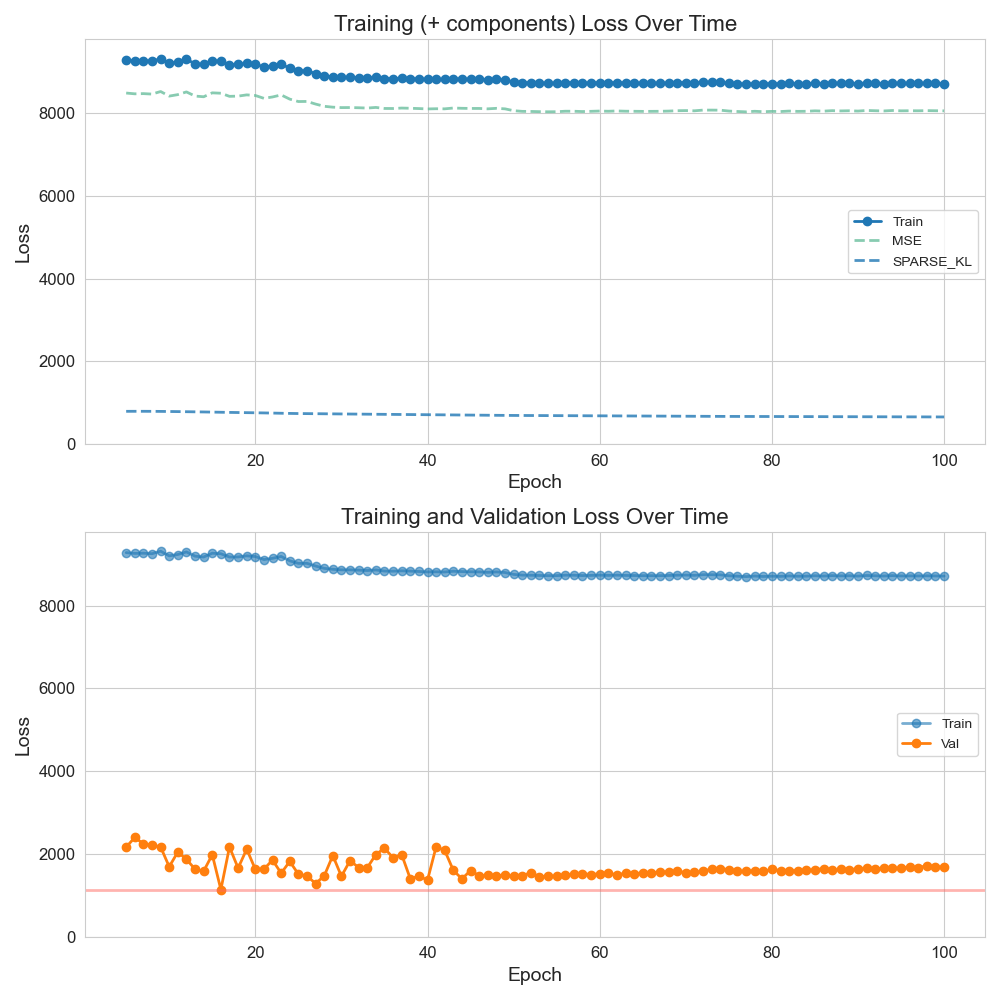 Training (+ components) Loss Over Time
Loss
8000
6000
4000
2000
0
Train
MSE
SPARSE_KL
20 40 60 80 100
Epoch
Training and Validation Loss Over Time
Loss
8000
6000
4000
2000
0
Train
Val
20 40 60 80 100
Epoch